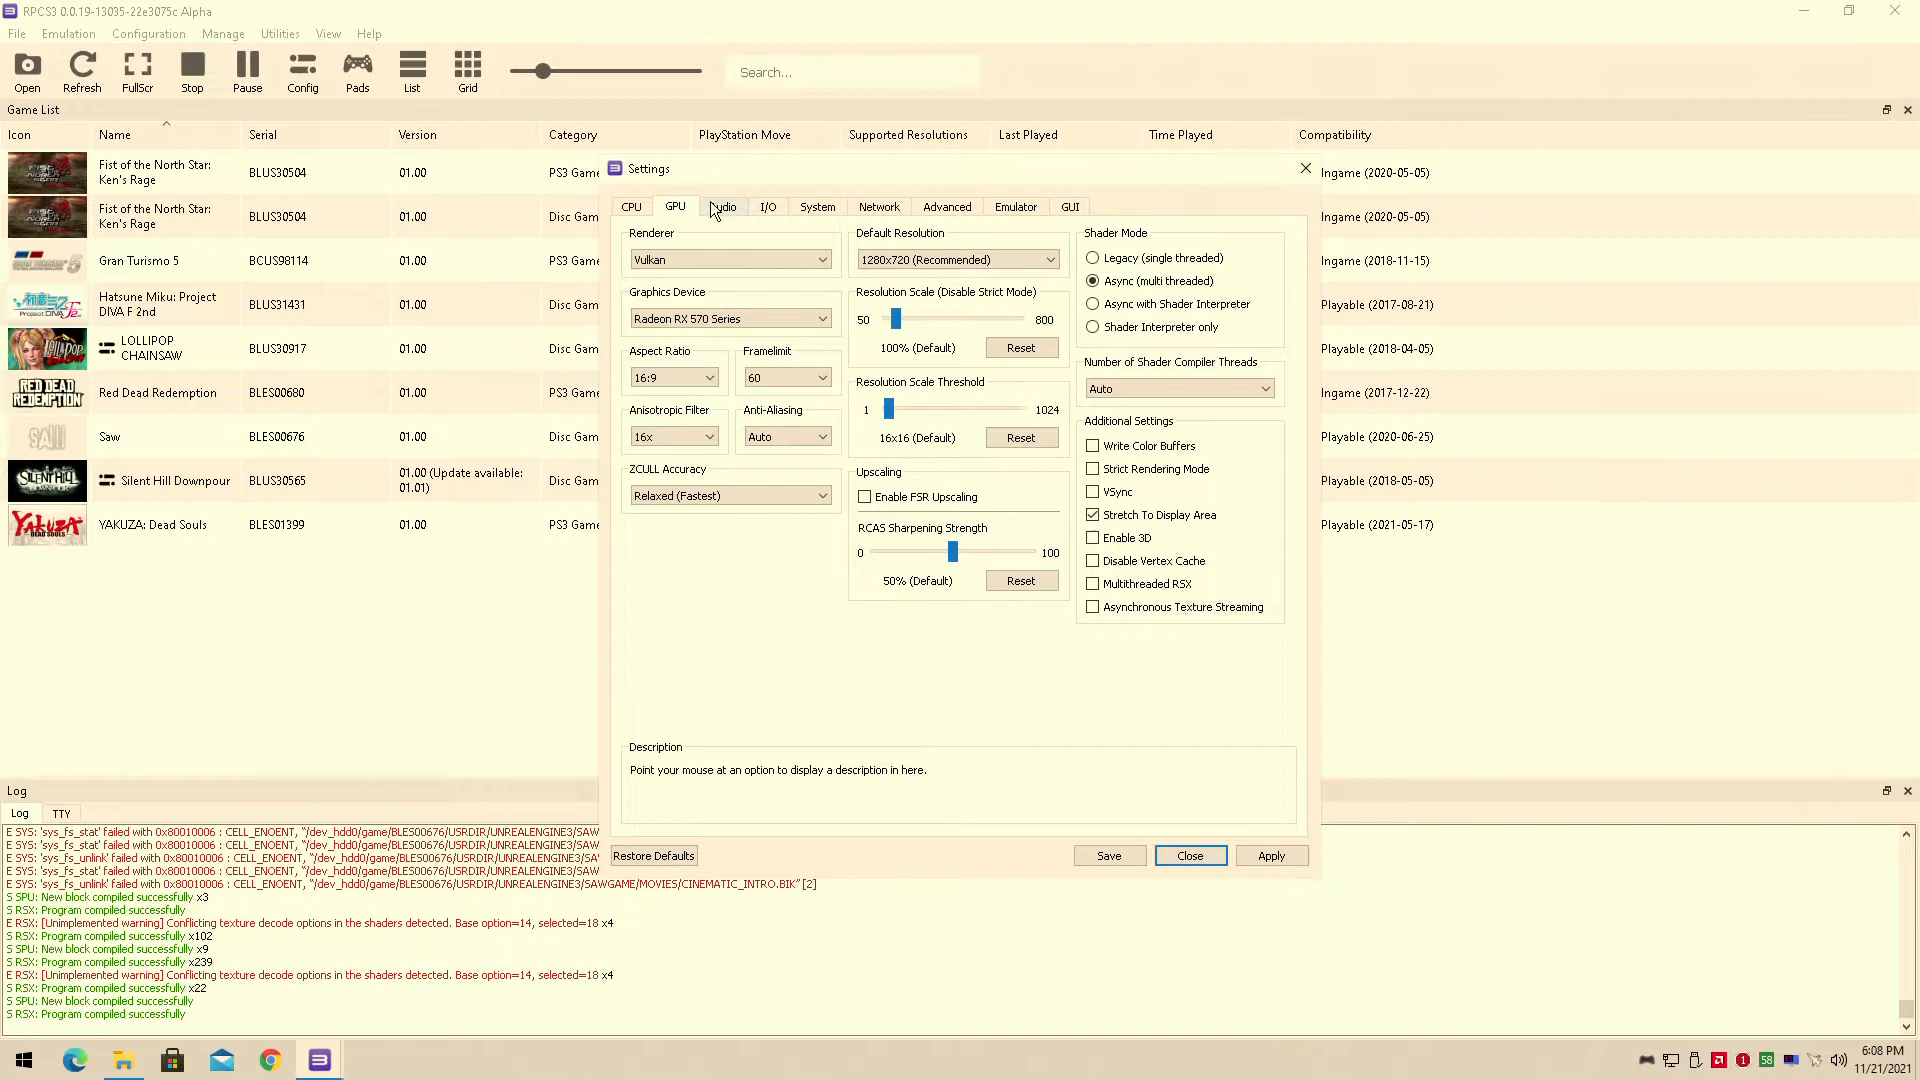 RPCS3 0.0.19-13035-22e3075c Alpha
File Emulation Configuration Manage Utilities View Help
Open Refresh FullScr Stop Pause Config Pads List Grid Search...
Game List
Icon Name Serial Version Category PlayStation Move Supported Resolutions Last Played Time Played Compatibility
Fist of the North Star: Ken's Rage BLUS30504 01.00 PS3 Game Ingame (2020-05-05)
Fist of the North Star: Ken's Rage BLUS30504 01.00 Disc Gam Ingame (2020-05-05)
Gran Turismo 5 BCUS98114 01.00 PS3 Game Ingame (2018-11-15)
Hatsune Miku: Project DIVA F 2nd BLUS31431 01.00 Disc Gam Playable (2017-08-21)
LOLLIPOP CHAINSAW BLUS30917 01.00 Disc Gam Playable (2018-04-05)
RED DEAD REDEMPTION Red Dead Redemption BLES00680 01.00 Disc Gam Ingame (2017-12-22)
SAW Saw BLES00676 01.00 Disc Gam Playable (2020-06-25)
SILENT HILL Silent Hill Downpour BLUS30565 01.00 (Update available: 01.01) Disc Gam Playable (2018-05-05)
YAKUZA DEAD SOULS YAKUZA: Dead Souls BLES01399 01.00 PS3 Game Playable (2021-05-17)
Settings
CPU GPU udio I/O System Network Advanced Emulator GUI
Renderer
Vulkan
Graphics Device
Radeon RX 570 Series
Aspect Ratio Framelimit
16:9 60
Anisotropic Filter Anti-Aliasing
16x Auto
ZCULL Accuracy
Relaxed (Fastest)
Default Resolution
1280x720 (Recommended)
Resolution Scale (Disable Strict Mode)
50 800
100% (Default) Reset
Resolution Scale Threshold
1 1024
16x16 (Default) Reset
Upscaling
Enable FSR Upscaling
RCAS Sharpening Strength
0 100
50% (Default) Reset
Shader Mode
Legacy (single threaded)
Async (multi threaded)
Async with Shader Interpreter
Shader Interpreter only
Number of Shader Compiler Threads
Auto
Additional Settings
Write Color Buffers
Strict Rendering Mode
VSync
Stretch To Display Area
Enable 3D
Disable Vertex Cache
Multithreaded RSX
Asynchronous Texture Streaming
Description
Point your mouse at an option to display a description in here.
Restore Defaults Save Close Apply
Log
Log TTY
E SYS: 'sys_fs_stat' failed with 0x80010006 : CELL_ENOENT, “/dev_hdd0/game/BLES00676/USRDIR/UNREALENGINE3/SAW
E SYS: 'sys_fs_stat' failed with 0x80010006 : CELL_ENOENT, “/dev_hdd0/game/BLES00676/USRDIR/UNREALENGINE3/SAW
E SYS: 'sys_fs_unlink' failed with 0x80010006 : CELL_ENOENT, “/dev_hdd0/game/BLES00676/USRDIR/UNREALENGINE3/SA
E SYS: 'sys_fs_stat' failed with 0x80010006 : CELL_ENOENT, “/dev_hdd0/game/BLES00676/USRDIR/UNREALENGINE3/SAW
E SYS: 'sys_fs_unlink' failed with 0x80010006 : CELL_ENOENT, “/dev_hdd0/game/BLES00676/USRDIR/UNREALENGINE3/SAWGAME/MOVIES/CINEMATIC_INTRO.BIK” [2]
S SPU: New block compiled successfully x3
S RSX: Program compiled successfully
E RSX: [Unimplemented warning] Conflicting texture decode options in the shaders detected. Base option=14, selected=18 x4
S RSX: Program compiled successfully x102
S SPU: New block compiled successfully x9
S RSX: Program compiled successfully x239
E RSX: [Unimplemented warning] Conflicting texture decode options in the shaders detected. Base option=14, selected=18 x4
S RSX: Program compiled successfully x22
S SPU: New block compiled successfully
S RSX: Program compiled successfully
1 58 6:08 PM
11/21/2021